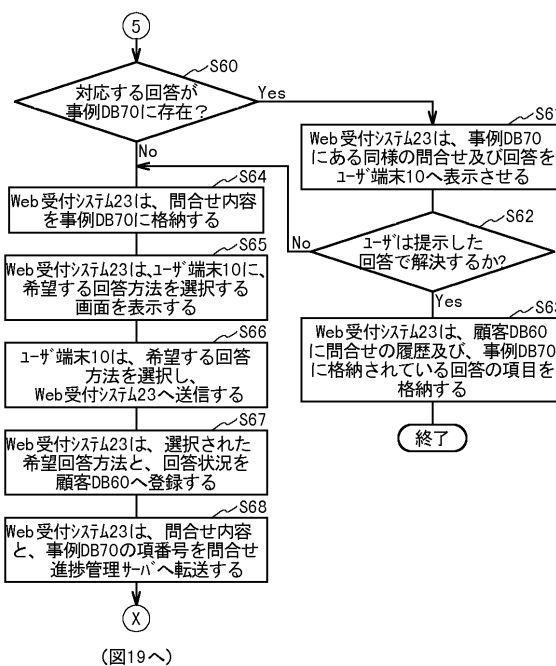 5
S60
対応する回答が
事例DB70に存在?
Yes
No
S61
Web受付システム23は、事例DB70
にある同様の問合せ及び回答を
ユーザ端末10へ表示させる
S62
ユーザは提示した
回答で解決するか?
No
Yes
S63
Web受付システム23は、顧客DB60
に問合せの履歴及び、事例DB70
に格納されている回答の項目を
格納する
終了
S64
Web受付システム23は、問合せ内容
を事例DB70に格納する
S65
Web受付システム23は、ユーザ端末10に、
希望する回答方法を選択する
画面を表示する
S66
ユーザ端末10は、希望する回答
方法を選択し、
Web受付システム23へ送信する
S67
Web受付システム23は、選択された
希望回答方法と、回答状況を
顧客DB60へ登録する
S68
Web受付システム23は、問合せ内容
と、事例DB70の項番号を問合せ
進捗管理サーバへ転送する
X
(図19へ)